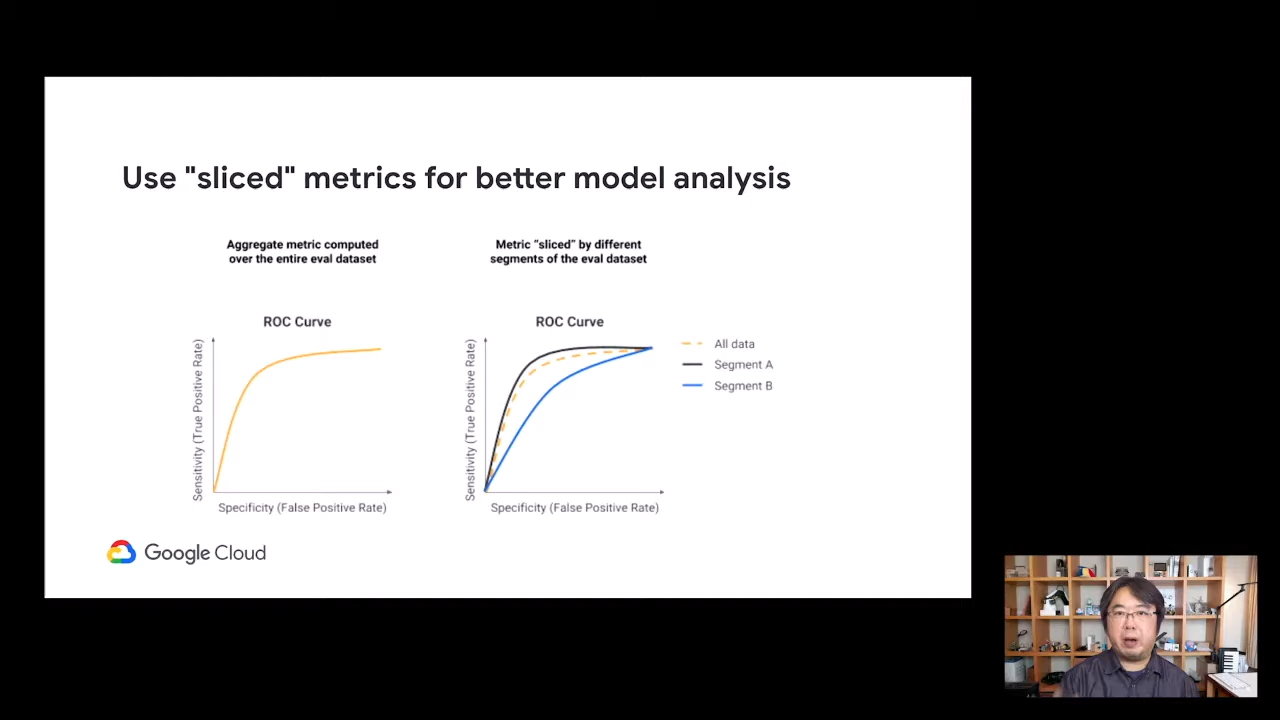 Use "sliced" metrics for better model analysis
Aggregate metric computed
over the entire eval dataset
Metric “sliced” by different
segments of the eval dataset
ROC Curve
Sensitivity (True Positive Rate)
Specificity (False Positive Rate)
ROC Curve
Sensitivity (True Positive Rate)
Specificity (False Positive Rate)
All data
Segment A
Segment B
Google Cloud